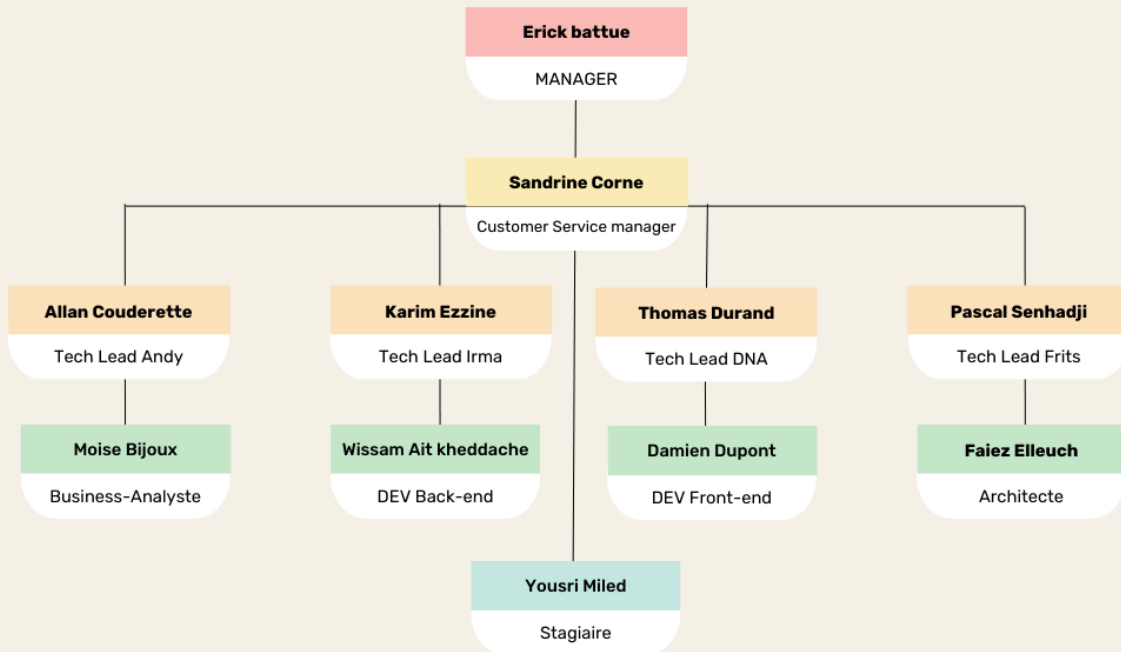 Erick battue
MANAGER
Sandrine Corne
Customer Service manager
Allan Couderette
Tech Lead Andy
Karim Ezzine
Tech Lead Irma
Thomas Durand
Tech Lead DNA
Pascal Senhadji
Tech Lead Frits
Moise Bijoux
Business-Analyste
Wissam Ait kheddache
DEV Back-end
Damien Dupont
DEV Front-end
Faiez Elleuch
Architecte
Yousri Miled
Stagiaire